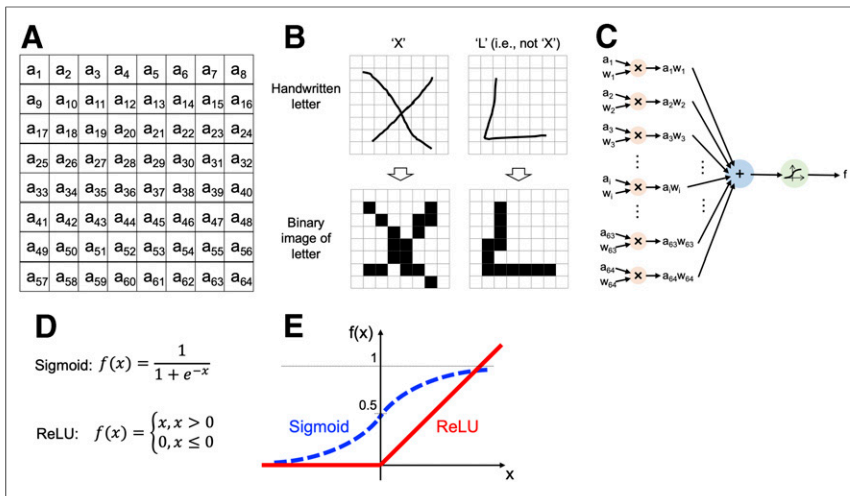 A
a1 a2 a3 a4 a5 a6 a7 a8
a9 a10 a11 a12 a13 a14 a15 a16
a17 a18 a19 a20 a21 a22 a23 a24
a25 a26 a27 a28 a29 a30 a31 a32
a33 a34 a35 a36 a37 a38 a39 a40
a41 a42 a43 a44 a45 a46 a47 a48
a49 a50 a51 a52 a53 a54 a55 a56
a57 a58 a59 a60 a61 a62 a63 a64
B
'X' 'L' (i.e., not 'X')
Handwritten
letter
Binary
image of
letter
C
a1
w1 × a1w1
a2
w2 × a2w2
a3
w3 × a3w3
⋮ ⋮ ⋮
ai
wi × aiwi
⋮ ⋮ ⋮
a63
w63 × a63w63
a64
w64 × a64w64
+ f
D
Sigmoid: f(x) = 1 / (1 + e^-x)
ReLU: f(x) = {x, x > 0
0, x ≤ 0
E
f(x)
1
0.5
Sigmoid
ReLU
x